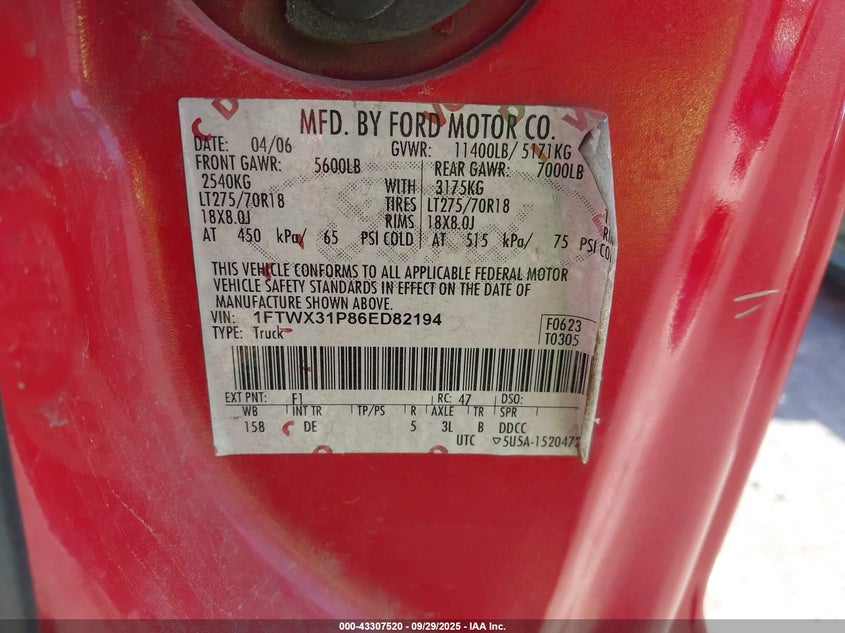 MFD. BY FORD MOTOR CO.
DATE: 04/06 GVWR: 11400LB/ 5171KG
FRONT GAWR: 5600LB REAR GAWR: 7000LB
2540KG WITH 3175KG
LT275/70R18 TIRES LT275/70R18
18X8.0J RIMS 18X8.0J
AT 450 kPa/ 65 PSI COLD AT 515 kPa/ 75 PSI CO
THIS VEHICLE CONFORMS TO ALL APPLICABLE FEDERAL MOTOR
VEHICLE SAFETY STANDARDS IN EFFECT ON THE DATE OF
MANUFACTURE SHOWN ABOVE.
VIN: 1FTWX31P86ED82194 F0623
TYPE: Truck T0305
EXT PNT: F1 RC: 47 DSO:
WB INT TR TP/PS R AXLE TR SPR
158 DE 5 3L B DDCC
UTC ▽5U5A-1520472
000-43307520 - 09/29/2025 - IAA Inc.